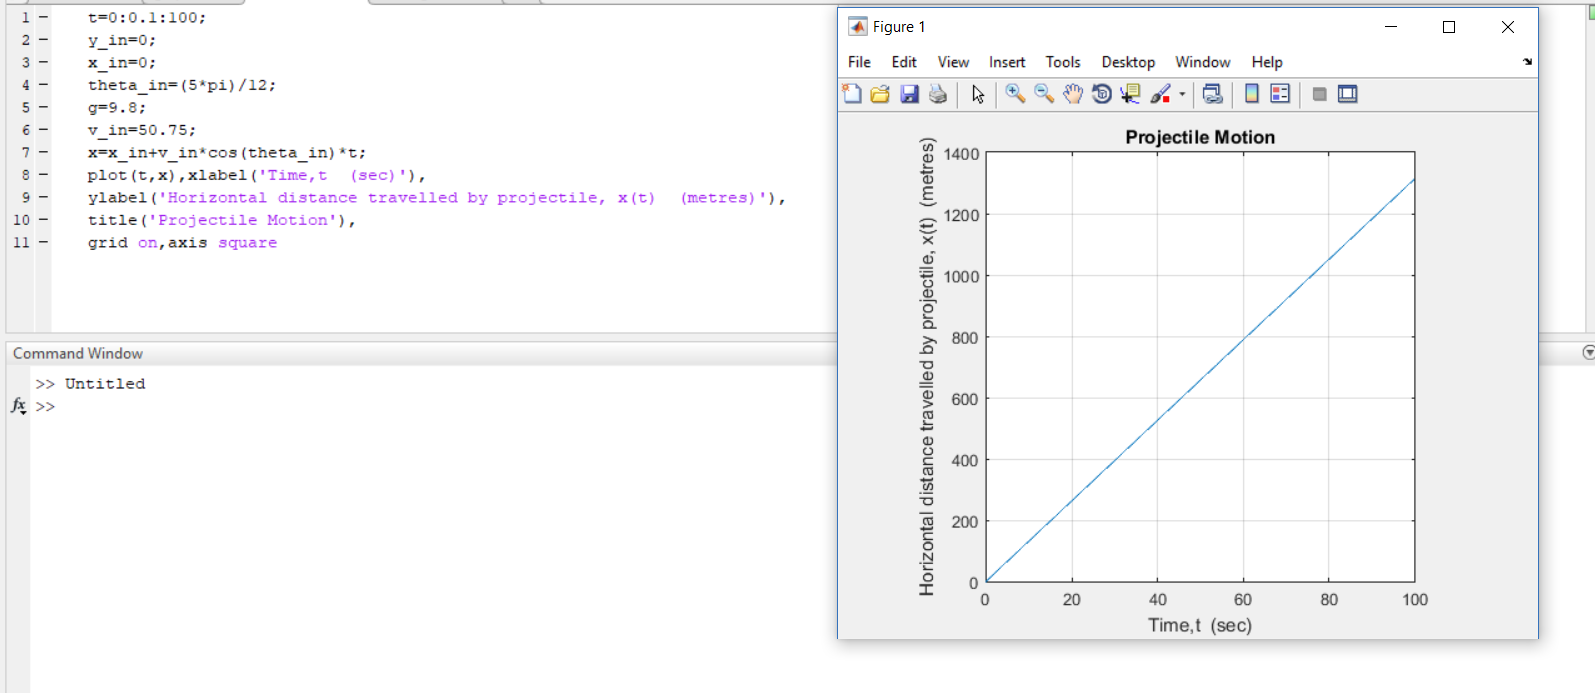 1 – t=0:0.1:100;
2 – y_in=0;
3 – x_in=0;
4 – theta_in=(5*pi)/12;
5 – g=9.8;
6 – v_in=50.75;
7 – x=x_in+v_in*cos(theta_in)*t;
8 – plot(t,x),xlabel('Time,t  (sec)'),
9 – ylabel('Horizontal distance travelled by projectile, x(t)  (metres)'),
10 – title('Projectile Motion'),
11 – grid on,axis square
Command Window
>> Untitled
fx >>
Figure 1
File Edit View Insert Tools Desktop Window Help
Projectile Motion
Horizontal distance travelled by projectile, x(t)  (metres)
1400
1200
1000
800
600
400
200
0
0 20 40 60 80 100
Time,t  (sec)